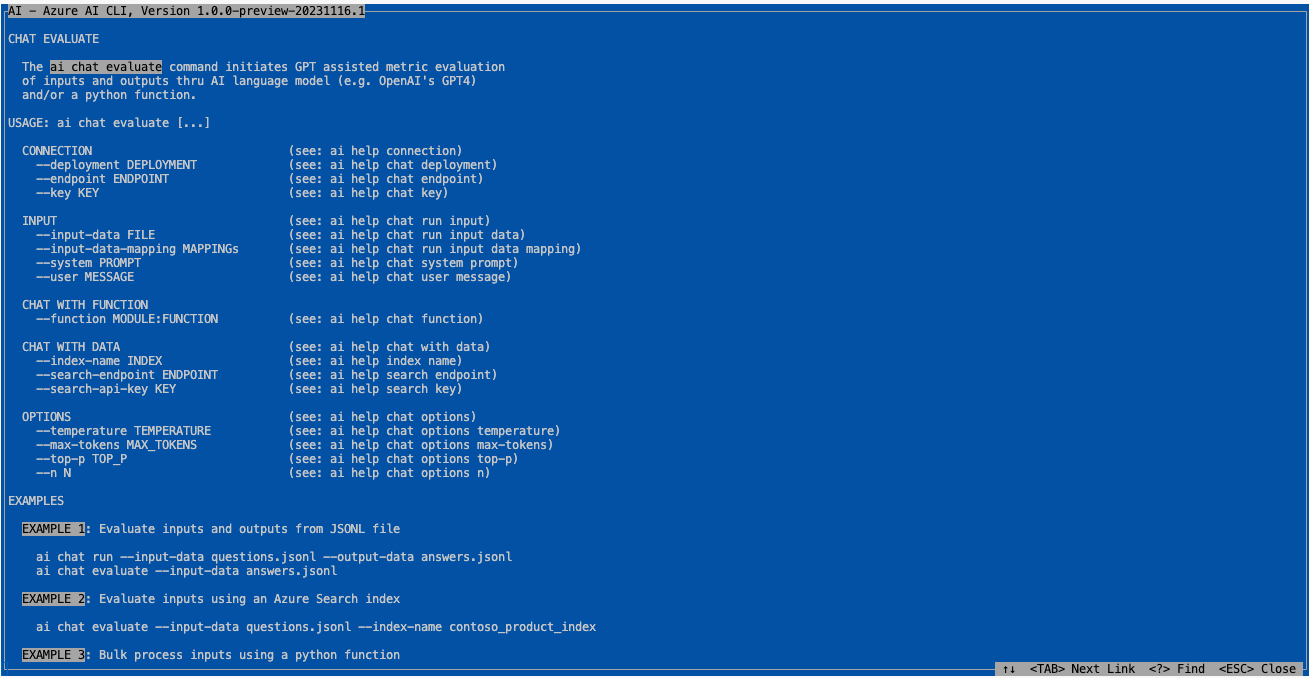 AI - Azure AI CLI, Version 1.0.0-preview-20231116.1
CHAT EVALUATE
The ai chat evaluate command initiates GPT assisted metric evaluation
of inputs and outputs thru AI language model (e.g. OpenAI's GPT4)
and/or a python function.
USAGE: ai chat evaluate [...]
CONNECTION (see: ai help connection)
--deployment DEPLOYMENT (see: ai help chat deployment)
--endpoint ENDPOINT (see: ai help chat endpoint)
--key KEY (see: ai help chat key)
INPUT (see: ai help chat run input)
--input-data FILE (see: ai help chat run input data)
--input-data-mapping MAPPINGs (see: ai help chat run input data mapping)
--system PROMPT (see: ai help chat system prompt)
--user MESSAGE (see: ai help chat user message)
CHAT WITH FUNCTION
--function MODULE:FUNCTION (see: ai help chat function)
CHAT WITH DATA (see: ai help chat with data)
--index-name INDEX (see: ai help index name)
--search-endpoint ENDPOINT (see: ai help search endpoint)
--search-api-key KEY (see: ai help search key)
OPTIONS (see: ai help chat options)
--temperature TEMPERATURE (see: ai help chat options temperature)
--max-tokens MAX_TOKENS (see: ai help chat options max-tokens)
--top-p TOP_P (see: ai help chat options top-p)
--n N (see: ai help chat options n)
EXAMPLES
EXAMPLE 1: Evaluate inputs and outputs from JSONL file
ai chat run --input-data questions.jsonl --output-data answers.jsonl
ai chat evaluate --input-data answers.jsonl
EXAMPLE 2: Evaluate inputs using an Azure Search index
ai chat evaluate --input-data questions.jsonl --index-name contoso_product_index
EXAMPLE 3: Bulk process inputs using a python function
↑↓ <TAB> Next Link <?> Find <ESC> Close